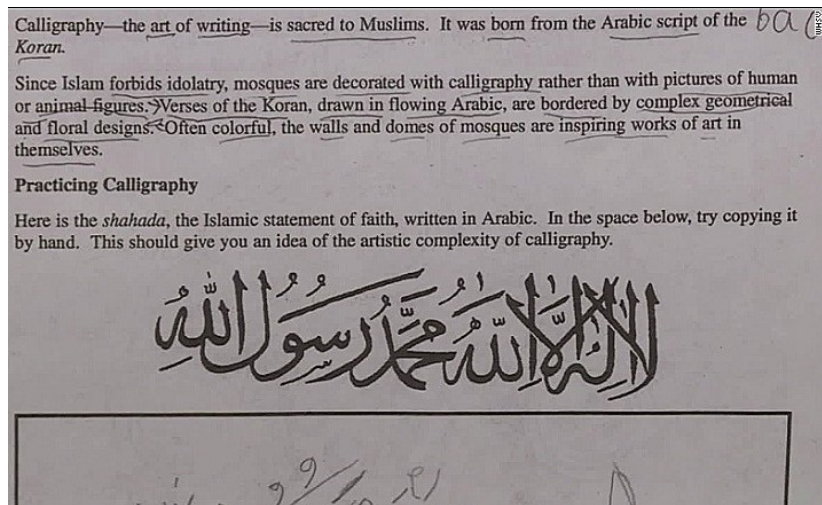 Calligraphy—the art of writing—is sacred to Muslims. It was born from the Arabic script of the
Koran.
Since Islam forbids idolatry, mosques are decorated with calligraphy rather than with pictures of human
or animal figures. Verses of the Koran, drawn in flowing Arabic, are bordered by complex geometrical
and floral designs. Often colorful, the walls and domes of mosques are inspiring works of art in
themselves.
Practicing Calligraphy
Here is the shahada, the Islamic statement of faith, written in Arabic. In the space below, try copying it
by hand. This should give you an idea of the artistic complexity of calligraphy.
لا إله إلا الله محمد رسول الله